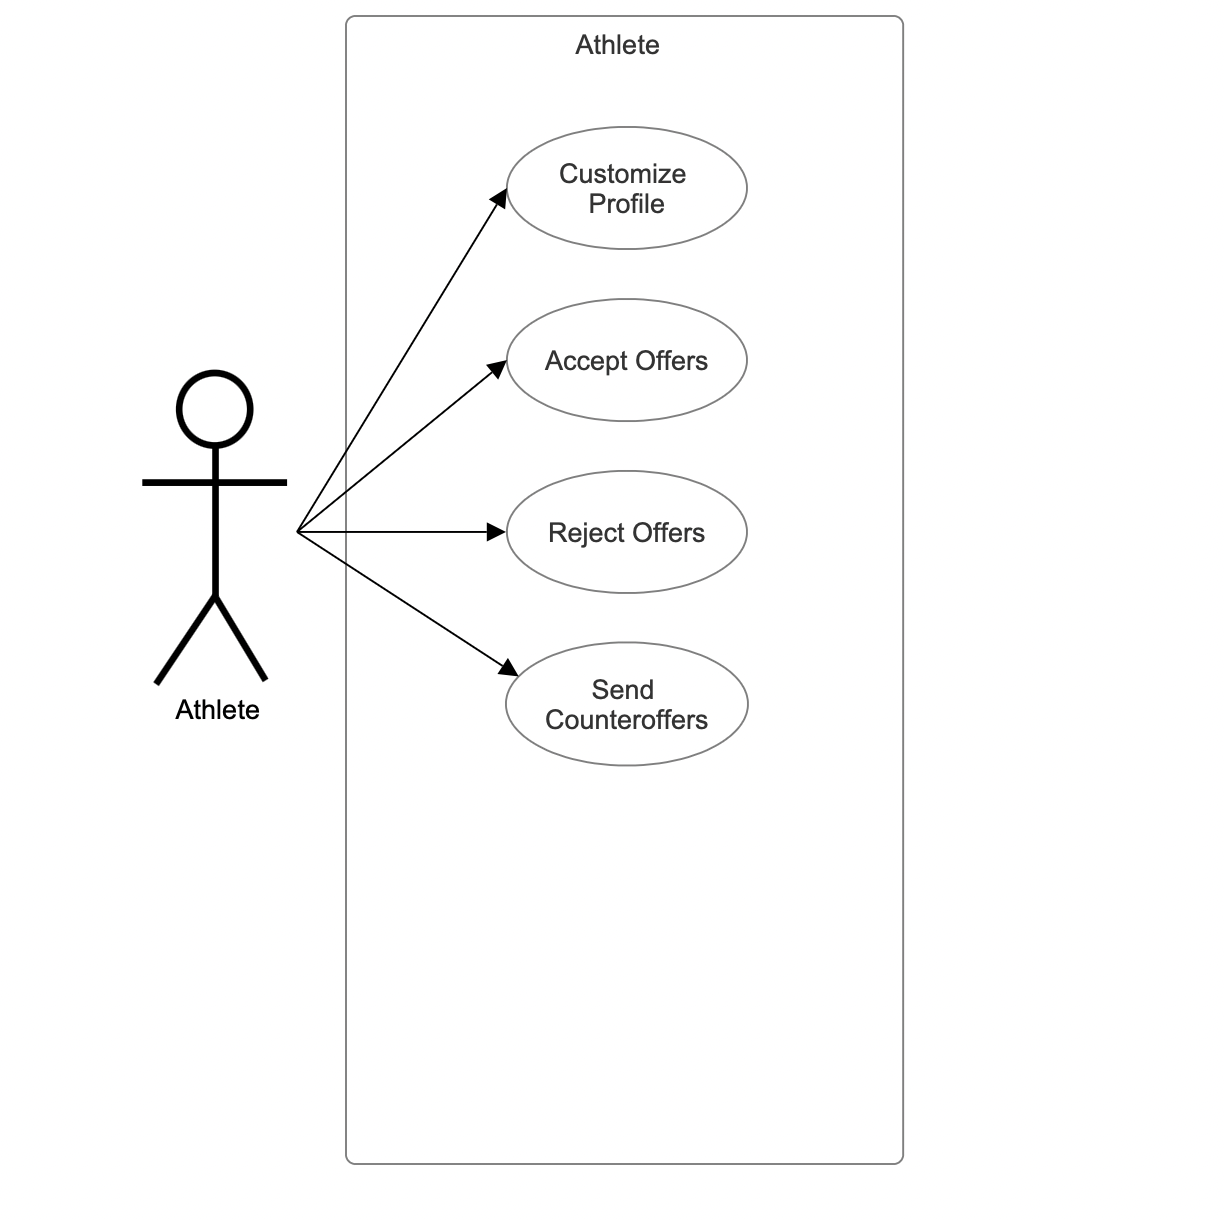 Athlete
Customize
Profile
Accept Offers
Reject Offers
Send
Counteroffers
Athlete